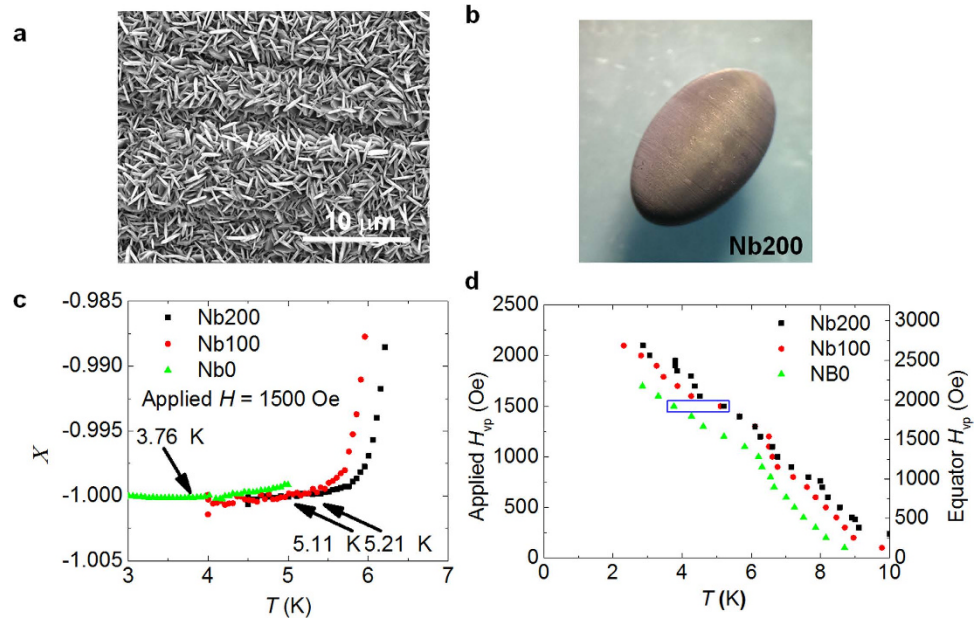 a
10 μm
b
Nb200
c
-0.985
-0.990
-0.995
-1.000
-1.005
X
Nb200
Nb100
Nb0
Applied H = 1500 Oe
3.76 K
5.11 K
5.21 K
3 4 5 6 7
T (K)
d
2500
2000
1500
1000
500
0
Applied Hvp (Oe)
Nb200
Nb100
NB0
3000
2500
2000
1500
1000
500
0
Equator Hvp (Oe)
0 2 4 6 8 10
T (K)